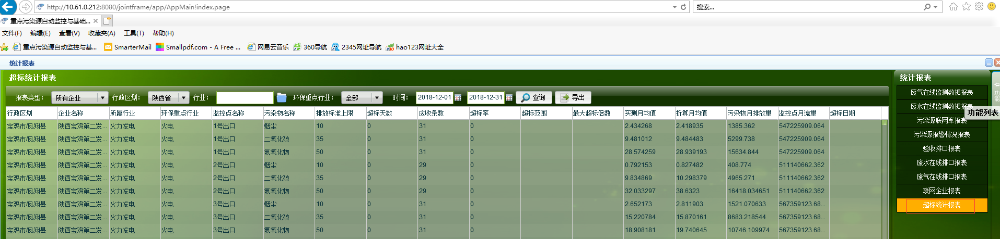 http://10.61.0.212:8080/jointframe/app/AppMain!index.page 搜索...
重点污染源自动监控与基础...
文件(F) 编辑(E) 查看(V) 收藏夹(A) 工具(T) 帮助(H)
重点污染源自动监控与基... SmarterMail Smallpdf.com - A Free ... 网易云音乐 360导航 2345网址导航 hao123网址大全
统计报表
超标统计报表
报表类型: 所有企业 行政区划: 陕西省 行业: 环保重点行业: 全部 时间: 2018-12-01 2018-12-31 查询 导出
行政区划 企业名称 所属行业 环保重点行业 监控点名称 污染物名称 排放标准上限 超标天数 应收条数 超标率 超标范围 最大超标倍数 实测月均值 折算月均值 污染物月排放量 监控点月流量 超标日期
宝鸡市/凤翔县 陕西宝鸡第二发... 火力发电 火电 1号出口 烟尘 10 0 31 0 2.434268 2.418935 1385.362 547225909.064
宝鸡市/凤翔县 陕西宝鸡第二发... 火力发电 火电 1号出口 二氧化硫 35 0 31 0 9.481012 9.484483 5299.738 547225909.064
宝鸡市/凤翔县 陕西宝鸡第二发... 火力发电 火电 1号出口 氮氧化物 50 0 31 0 28.574259 28.939193 15634.844 547225909.064
宝鸡市/凤翔县 陕西宝鸡第二发... 火力发电 火电 2号出口 烟尘 10 0 29 0 0.792153 0.827482 408.774 511140662.362
宝鸡市/凤翔县 陕西宝鸡第二发... 火力发电 火电 2号出口 二氧化硫 35 0 29 0 9.834869 10.298379 4965.271 511140662.362
宝鸡市/凤翔县 陕西宝鸡第二发... 火力发电 火电 2号出口 氮氧化物 50 0 29 0 32.033297 38.6323 16418.034651 511140662.362
宝鸡市/凤翔县 陕西宝鸡第二发... 火力发电 火电 3号出口 烟尘 10 0 31 0 2.652173 2.811903 1521.070633 567359123.68...
宝鸡市/凤翔县 陕西宝鸡第二发... 火力发电 火电 3号出口 二氧化硫 35 0 31 0 15.220784 15.870161 8683.218544 567359123.68...
宝鸡市/凤翔县 陕西宝鸡第二发... 火力发电 火电 3号出口 氮氧化物 50 0 31 0 18.908181 19.740645 10746.109974 567359123.68...
统计报表
废气在线监测数据报表
废水在线监测数据报表
功能列表
污染源联网率报表
污染源报警情况报表
验收排口报表
废水在线排口报表
废气在线排口报表
联网企业报表
超标统计报表
功能